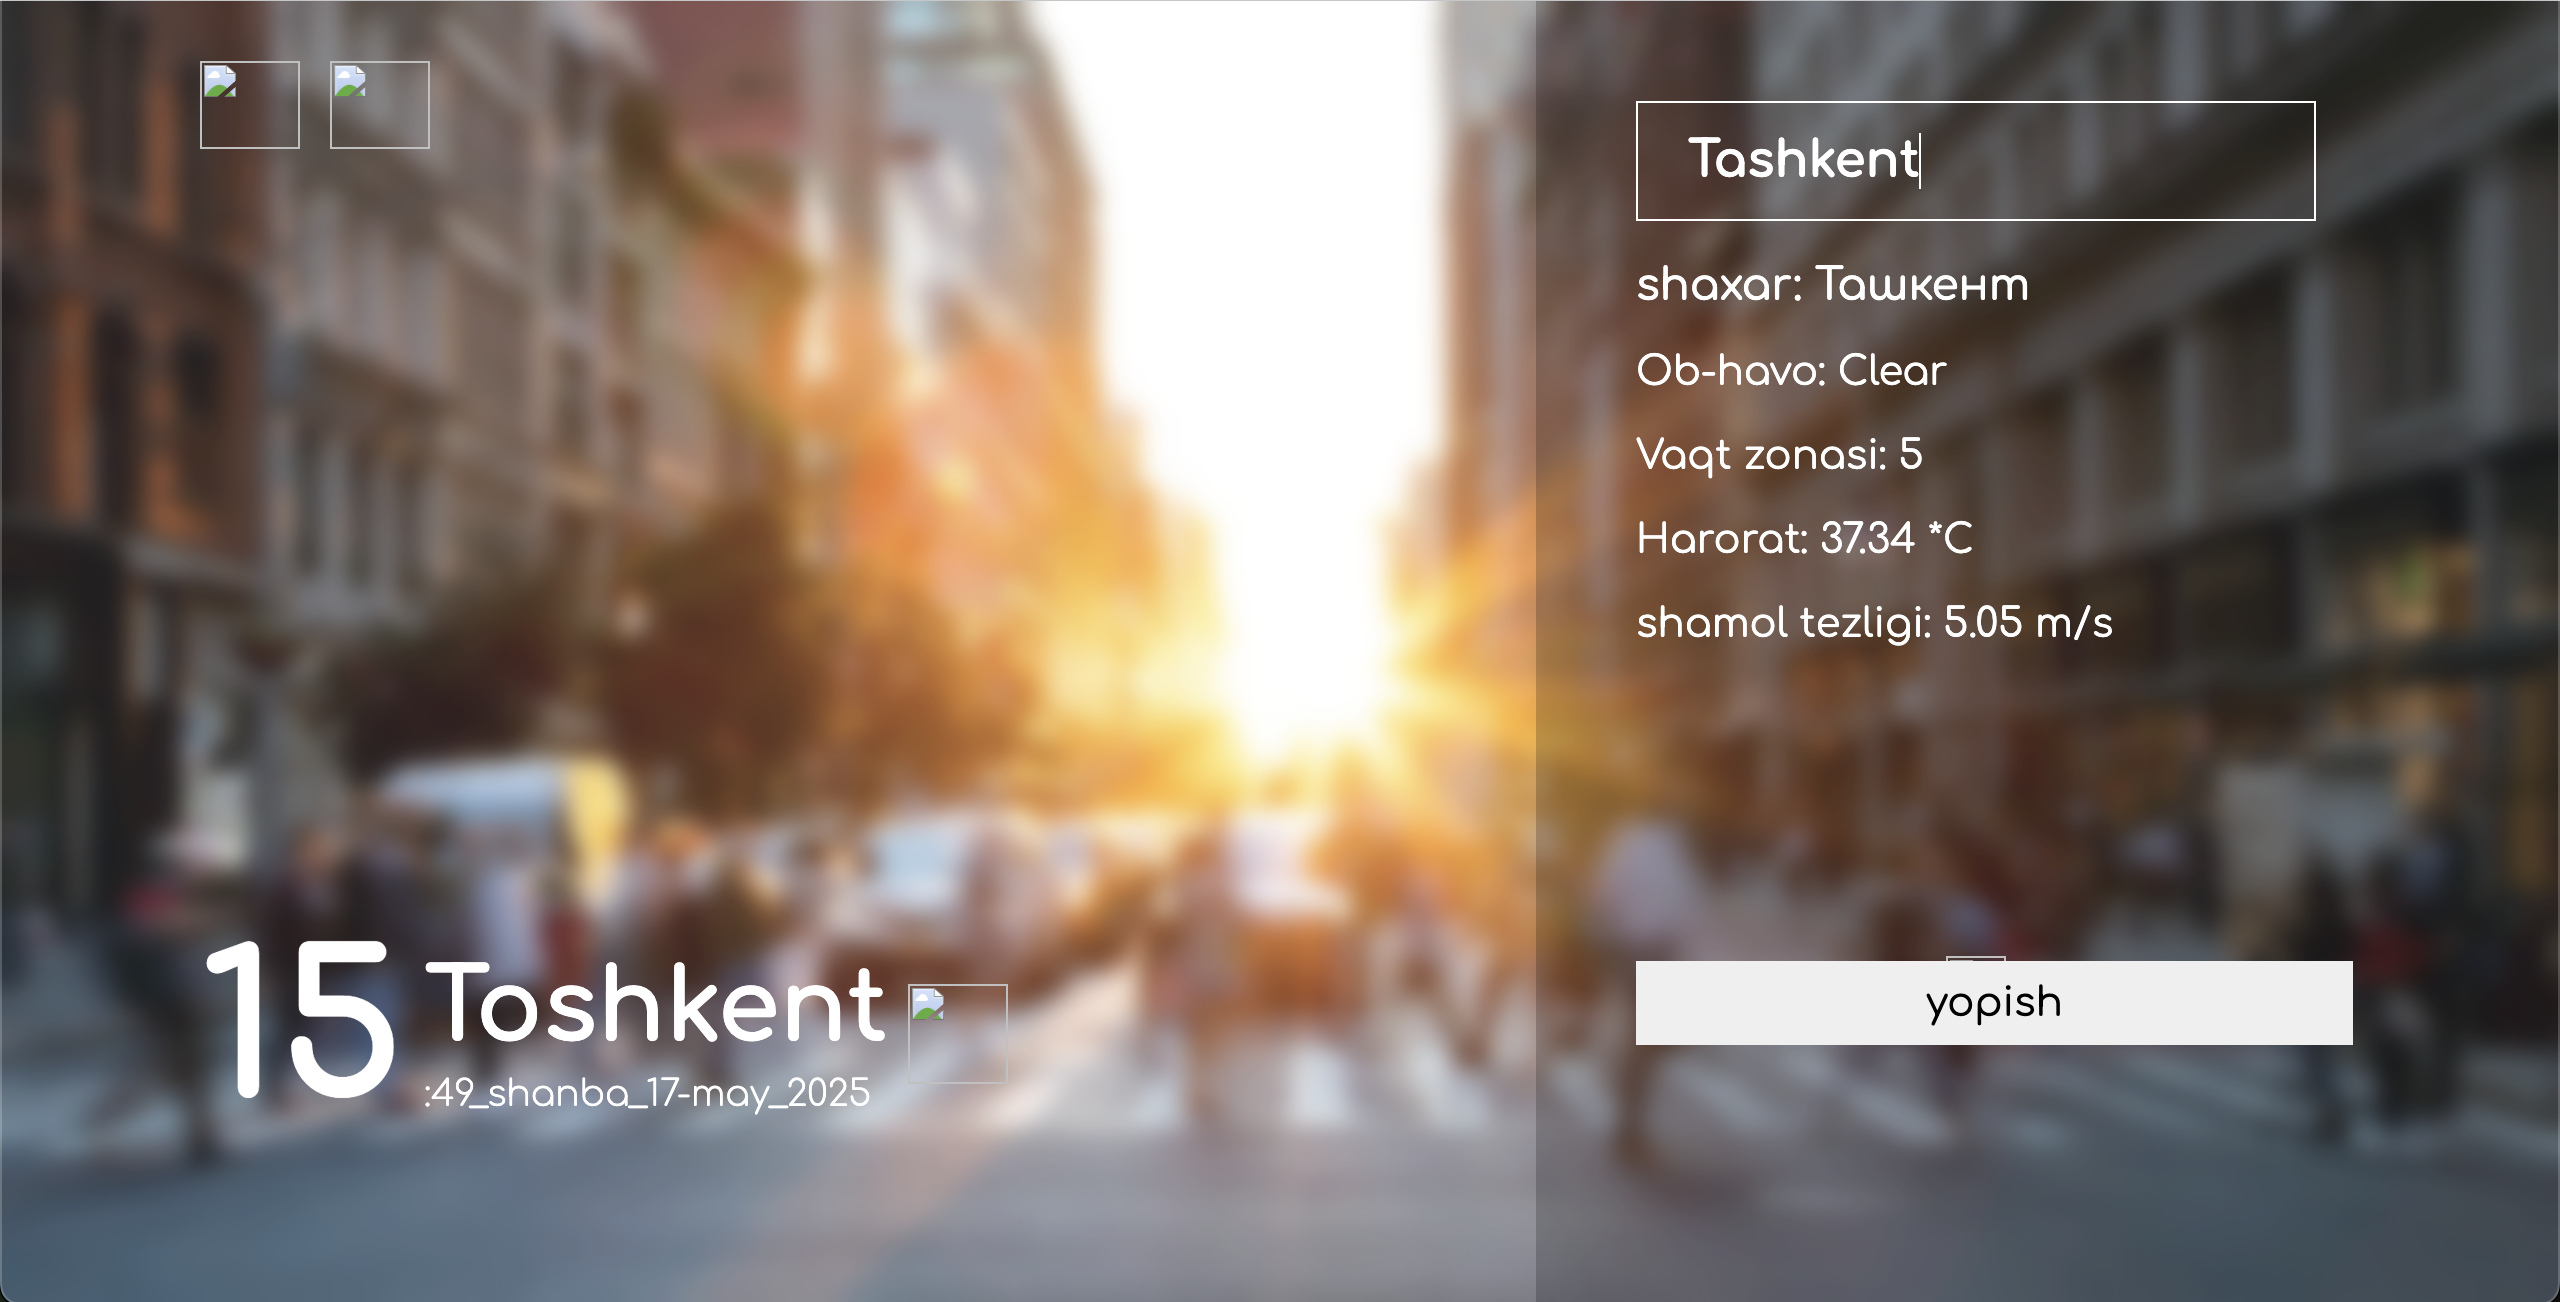 Tashkent
shaxar: Ташкент
Ob-havo: Clear
Vaqt zonasi: 5
Harorat: 37.34 *C
shamol tezligi: 5.05 m/s
yopish
15 Toshkent
:49_shanba_17-may_2025